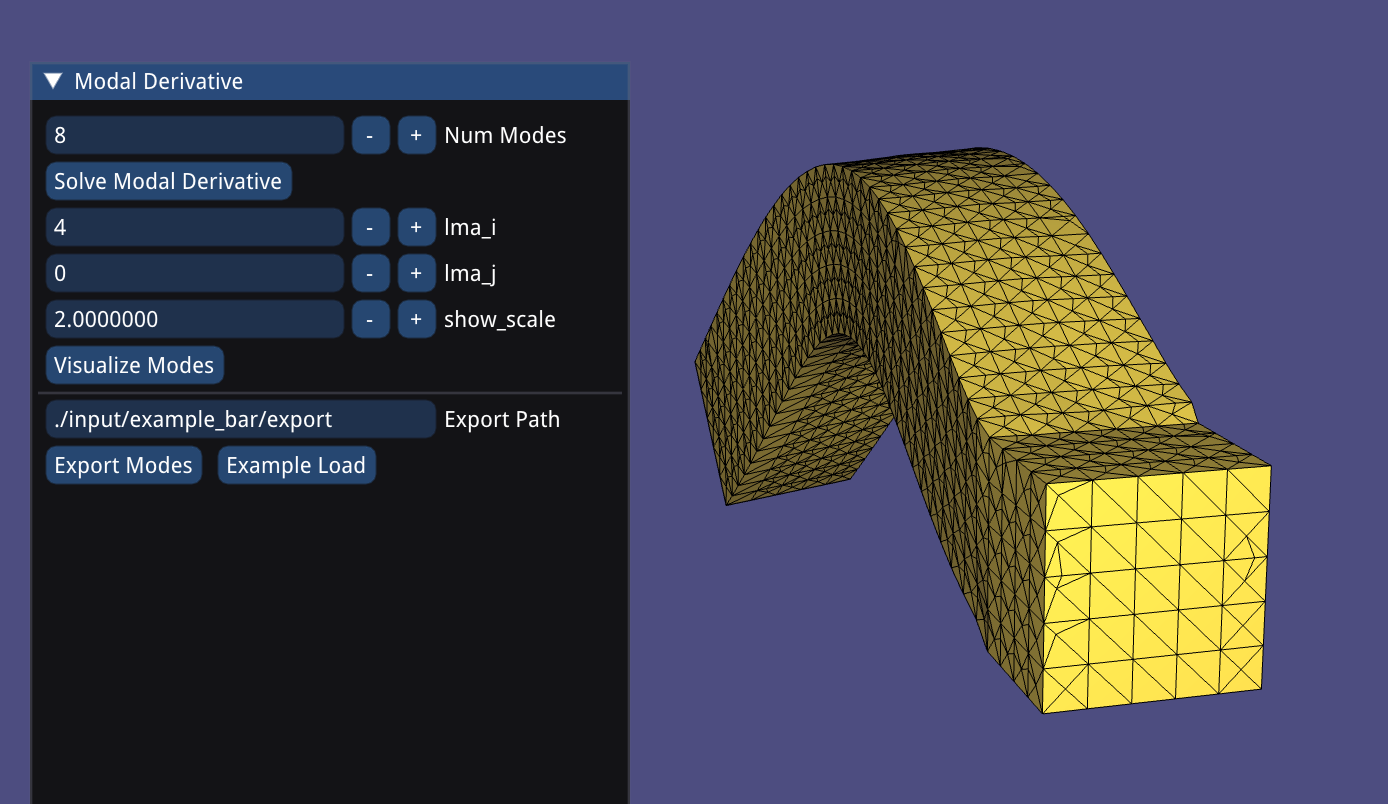 Modal Derivative
8 - + Num Modes
Solve Modal Derivative
4 - + lma_i
0 - + lma_j
2.0000000 - + show_scale
Visualize Modes
./input/example_bar/export Export Path
Export Modes Example Load